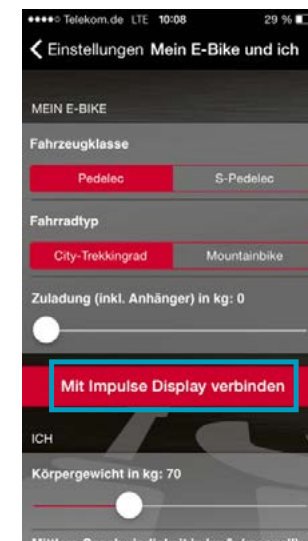 Telekom.de LTE 10:08 29 %
Einstellungen Mein E-Bike und ich
MEIN E-BIKE
Fahrzeugklasse
Pedelec S-Pedelec
Fahrradtyp
City-Trekkingrad Mountainbike
Zuladung (inkl. Anhänger) in kg: 0
Mit Impulse Display verbinden
ICH
Körpergewicht in kg: 70